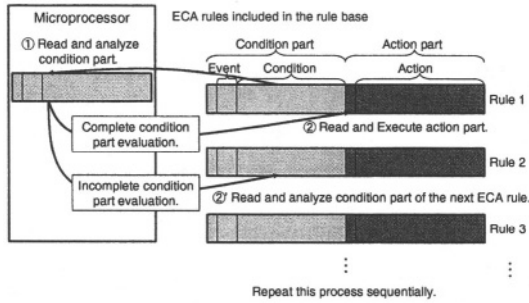 Microprocessor
ECA rules included in the rule base
① Read and analyze
condition part.
Condition part
Action part
Event
Condition
Action
Rule 1
Complete condition
part evaluation.
② Read and Execute action part.
Rule 2
Incomplete condition
part evaluation.
②' Read and analyze condition part of the next ECA rule.
Rule 3
Repeat this process sequentially.